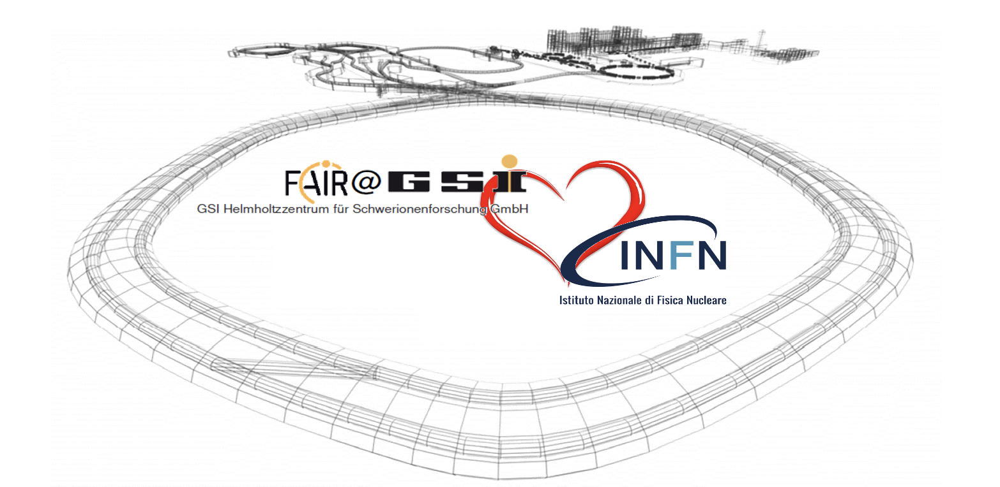 FAIR@GSI
GSI Helmholtzzentrum für Schwerionenforschung GmbH
INFN
Istituto Nazionale di Fisica Nucleare